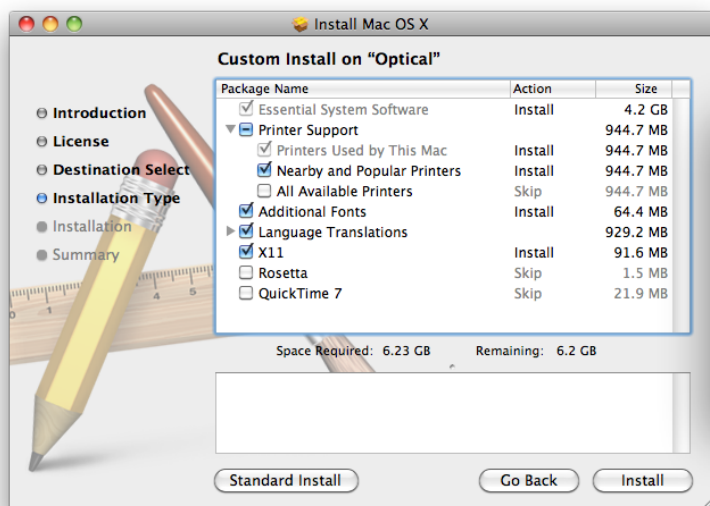 Install Mac OS X
Custom Install on “Optical”
Introduction
License
Destination Select
Installation Type
Installation
Summary
Package Name Action Size
Essential System Software Install 4.2 GB
Printer Support 944.7 MB
Printers Used by This Mac Install 944.7 MB
Nearby and Popular Printers Install 944.7 MB
All Available Printers Skip 944.7 MB
Additional Fonts Install 64.4 MB
Language Translations 929.2 MB
X11 Install 91.6 MB
Rosetta Skip 1.5 MB
QuickTime 7 Skip 21.9 MB
Space Required: 6.23 GB Remaining: 6.2 GB
0 1 4 5
Standard Install Go Back Install